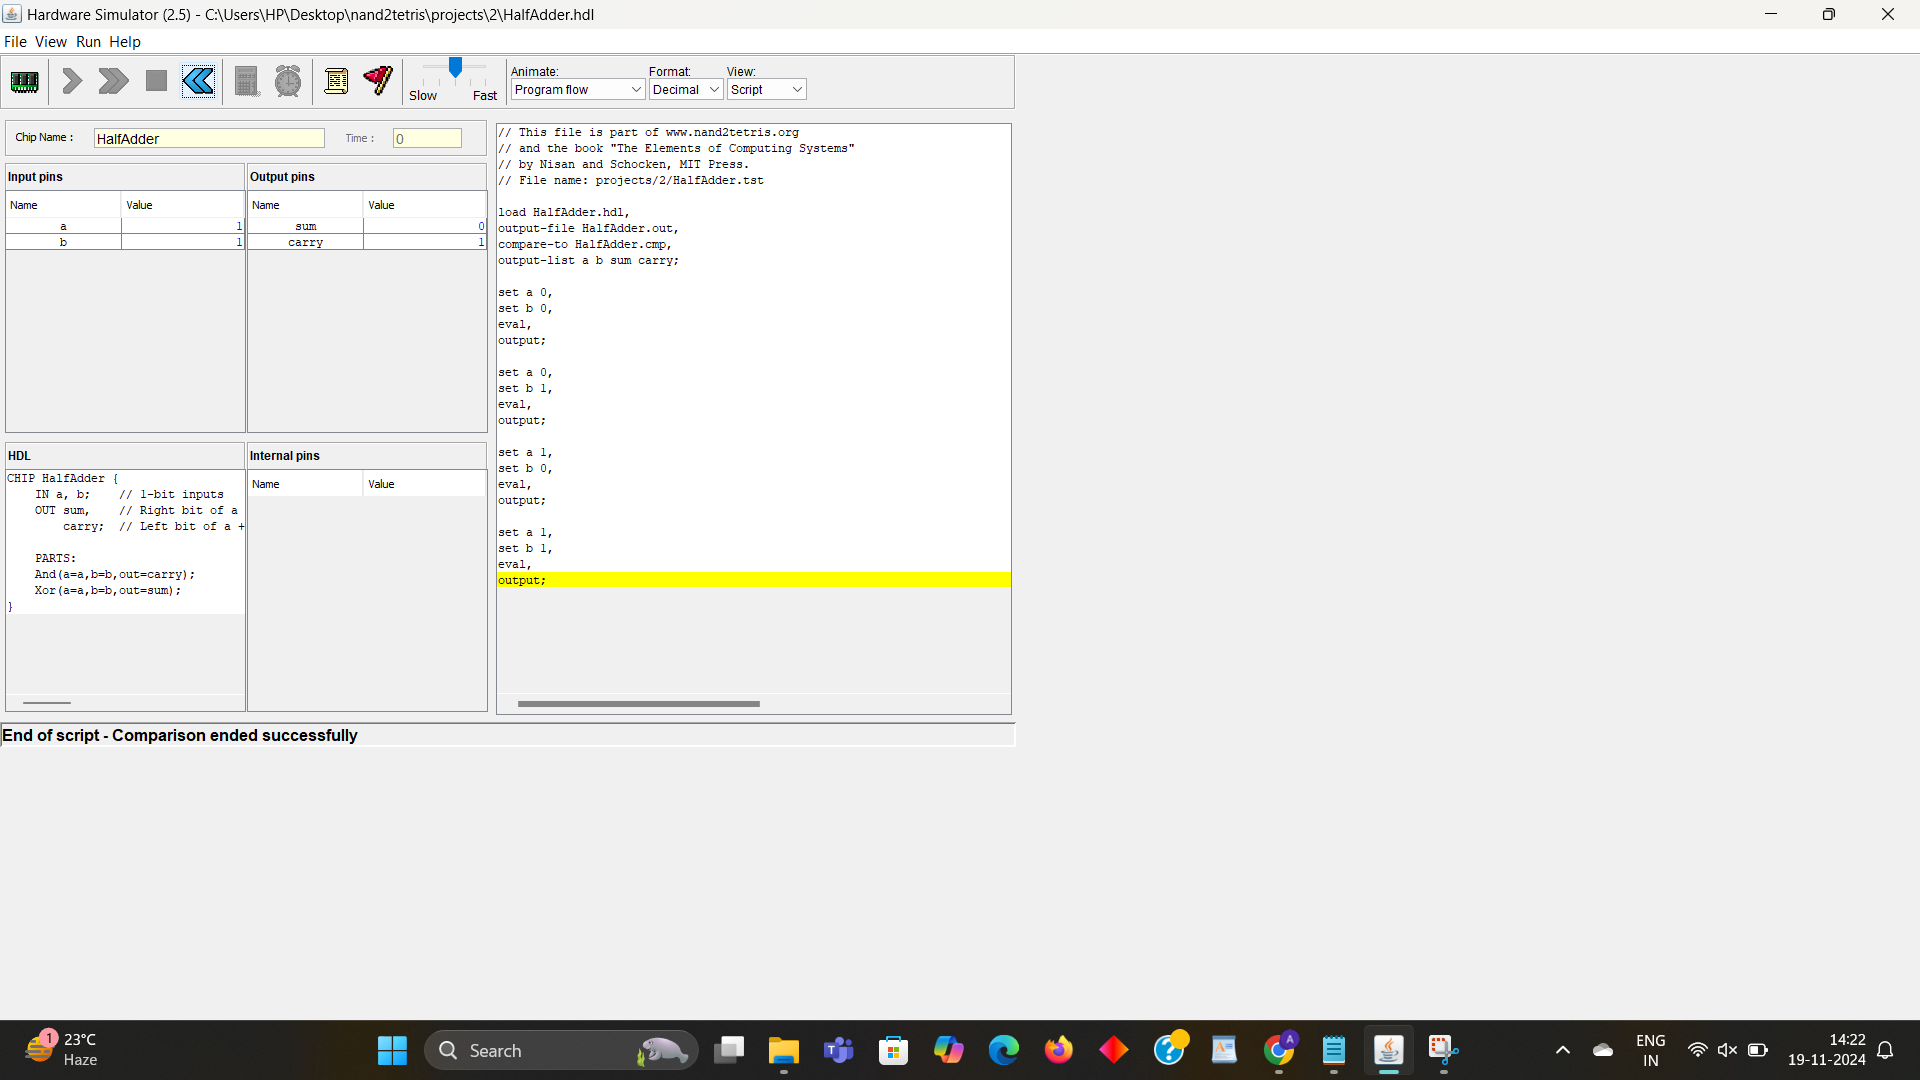 Hardware Simulator (2.5) - C:\Users\HP\Desktop\nand2tetris\projects\2\HalfAdder.hdl
File View Run Help
Slow Fast
Animate: Format: View:
Program flow Decimal Script
Chip Name : HalfAdder Time : 0
Input pins
Name Value
a 1
b 1
Output pins
Name Value
sum 0
carry 1
HDL
CHIP HalfAdder {
IN a, b; // 1-bit inputs
OUT sum, // Right bit of a
carry; // Left bit of a +
PARTS:
And(a=a,b=b,out=carry);
Xor(a=a,b=b,out=sum);
}
Internal pins
Name Value
// This file is part of www.nand2tetris.org
// and the book "The Elements of Computing Systems"
// by Nisan and Schocken, MIT Press.
// File name: projects/2/HalfAdder.tst
load HalfAdder.hdl,
output-file HalfAdder.out,
compare-to HalfAdder.cmp,
output-list a b sum carry;
set a 0,
set b 0,
eval,
output;
set a 0,
set b 1,
eval,
output;
set a 1,
set b 0,
eval,
output;
set a 1,
set b 1,
eval,
output;
End of script - Comparison ended successfully
1
23°C
Haze
Search
A
ENG
IN
14:22
19-11-2024